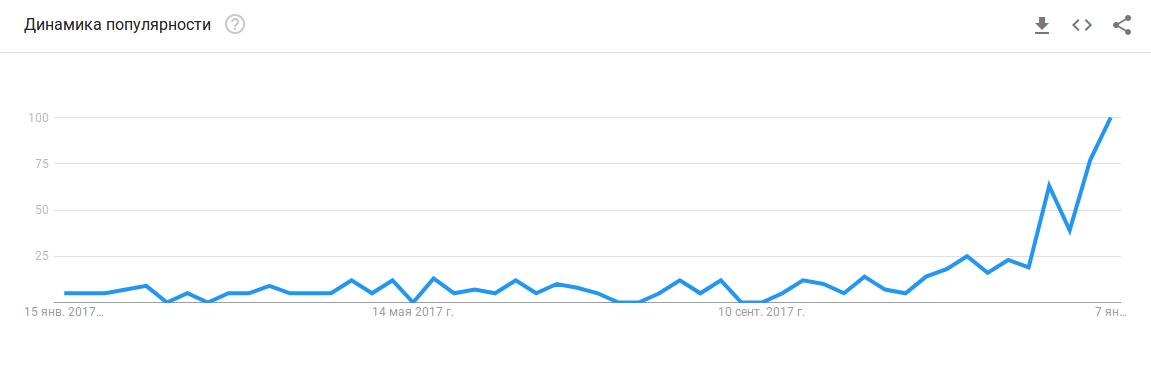 Динамика популярности ?
100
75
50
25
15 янв. 2017…
14 мая 2017 г.
10 сент. 2017 г.
7 ян…